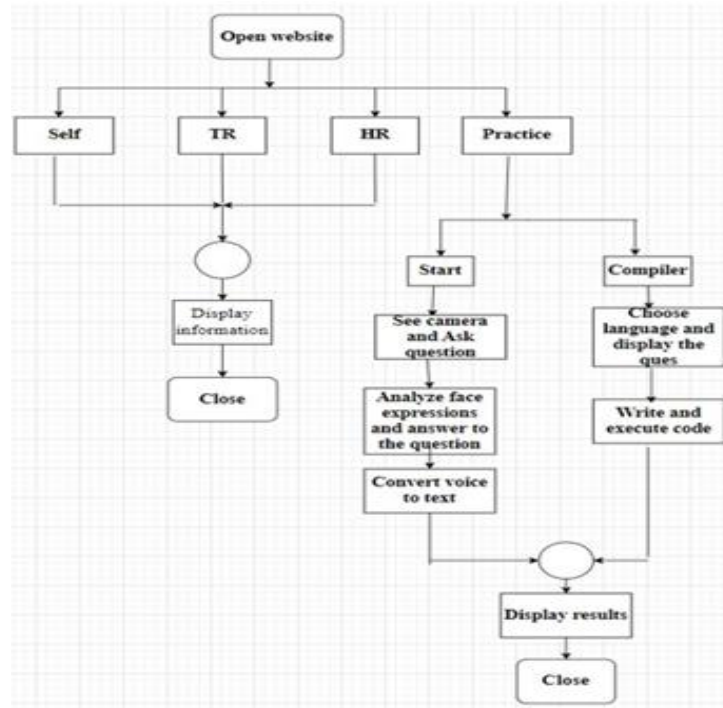 Open website
Self
TR
HR
Practice
Start
Compiler
Display
information
Close
See camera
and Ask
question
Analyze face
expressions
and answer to
the question
Convert voice
to text
Choose
language and
display the
ques
Write and
execute code
Display results
Close